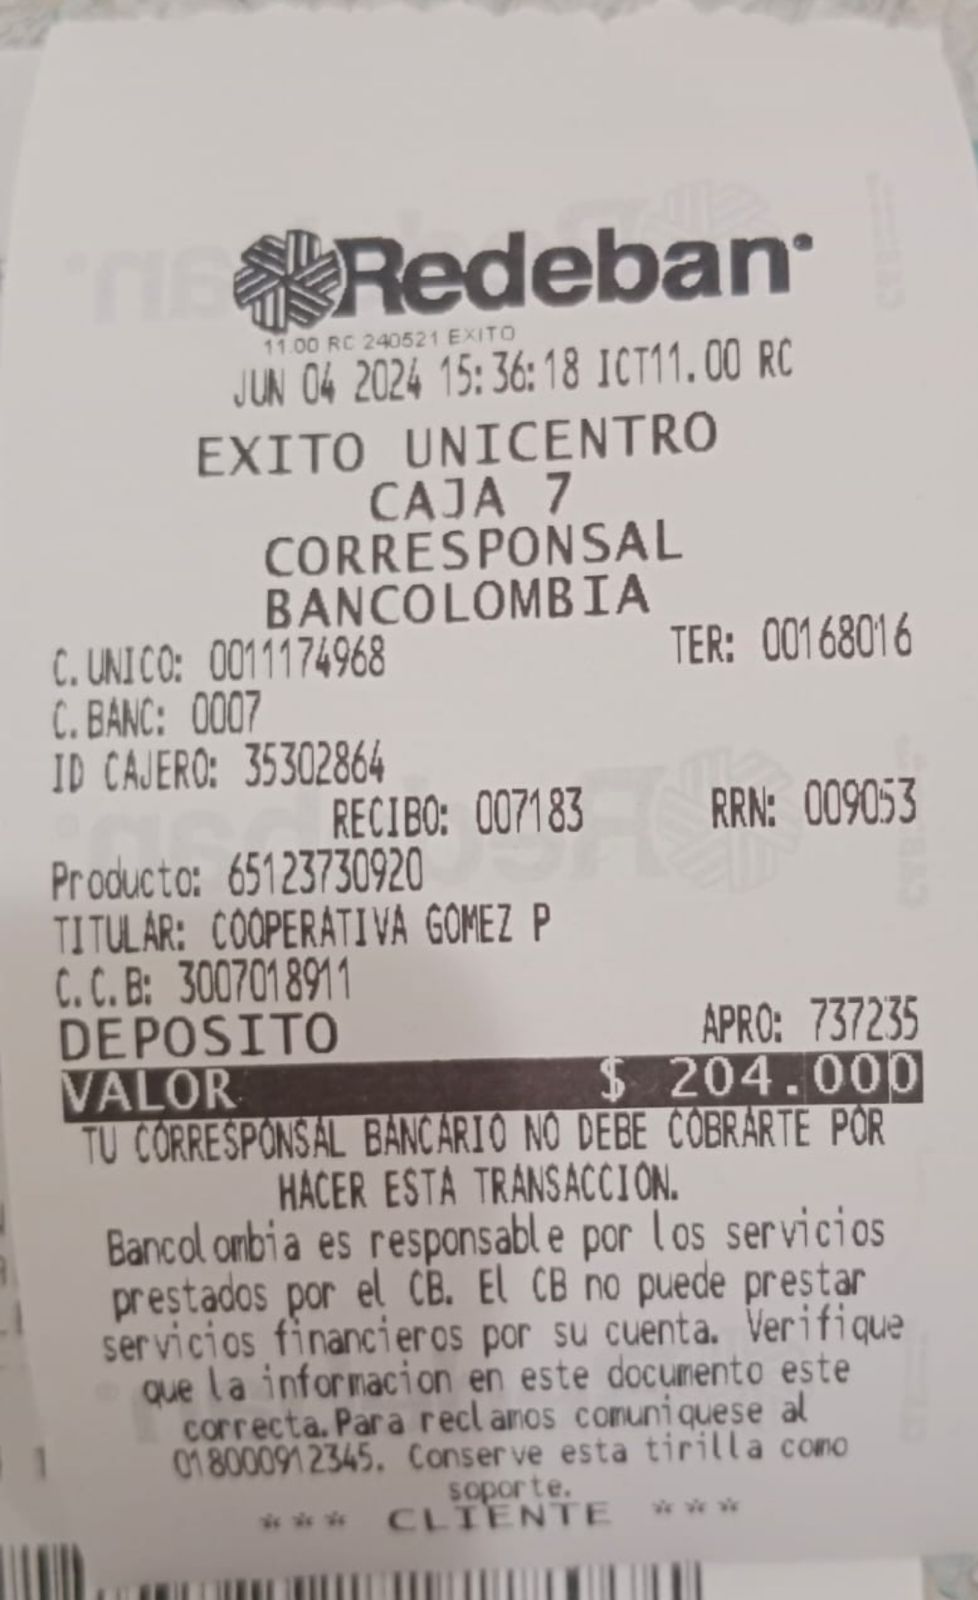 Redeban
11.00 RC 240521 EXITO
JUN 04 2024 15:36:18 ICT11.00 RC
EXITO UNICENTRO
CAJA 7
CORRESPONSAL
BANCOLOMBIA
C.UNICO: 0011174968 TER: 00168016
C.BANC: 0007
ID CAJERO: 35302864
RECIBO: 007183 RRN: 009053
Producto: 65123730920
TITULAR: COOPERATIVA GOMEZ P
C.C.B: 3007018911
DEPOSITO APRO: 737235
VALOR $ 204.000
TU CORRESPONSAL BANCARIO NO DEBE COBRARTE POR
HACER ESTA TRANSACCION.
Bancolombia es responsable por los servicios
prestados por el CB. El CB no puede prestar
servicios financieros por su cuenta. Verifique
que la informacion en este documento este
correcta.Para reclamos comuniquese al
018000912345. Conserve esta tirilla como
soporte.
*** CLIENTE ***